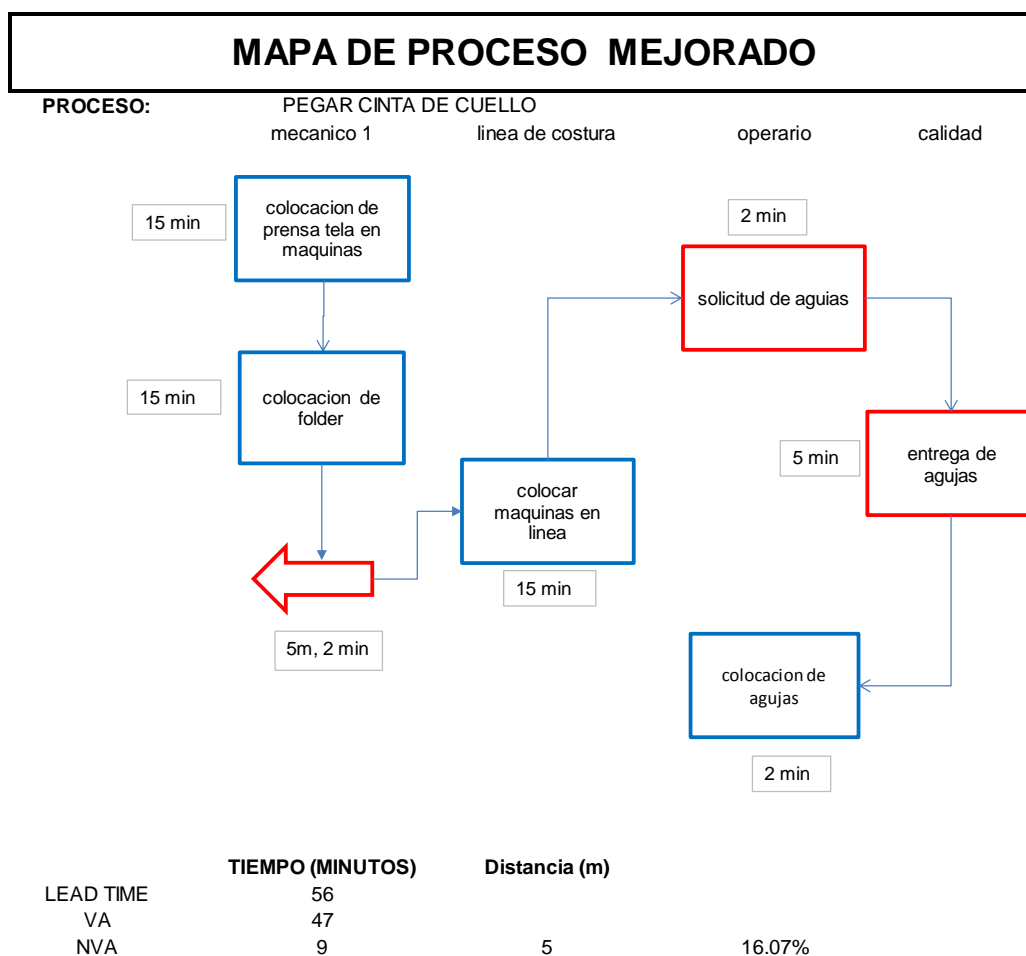 MAPA DE PROCESO MEJORADO
PROCESO: PEGAR CINTA DE CUELLO
mecanico 1 linea de costura operario calidad
15 min
colocacion de
prensa tela en
maquinas
2 min
solicitud de aguias
15 min
colocacion de
folder
5 min
entrega de
agujas
colocar
maquinas en
linea
15 min
5m, 2 min
colocacion de
agujas
2 min
TIEMPO (MINUTOS) Distancia (m)
LEAD TIME 56
VA 47
NVA 9 5 16.07%